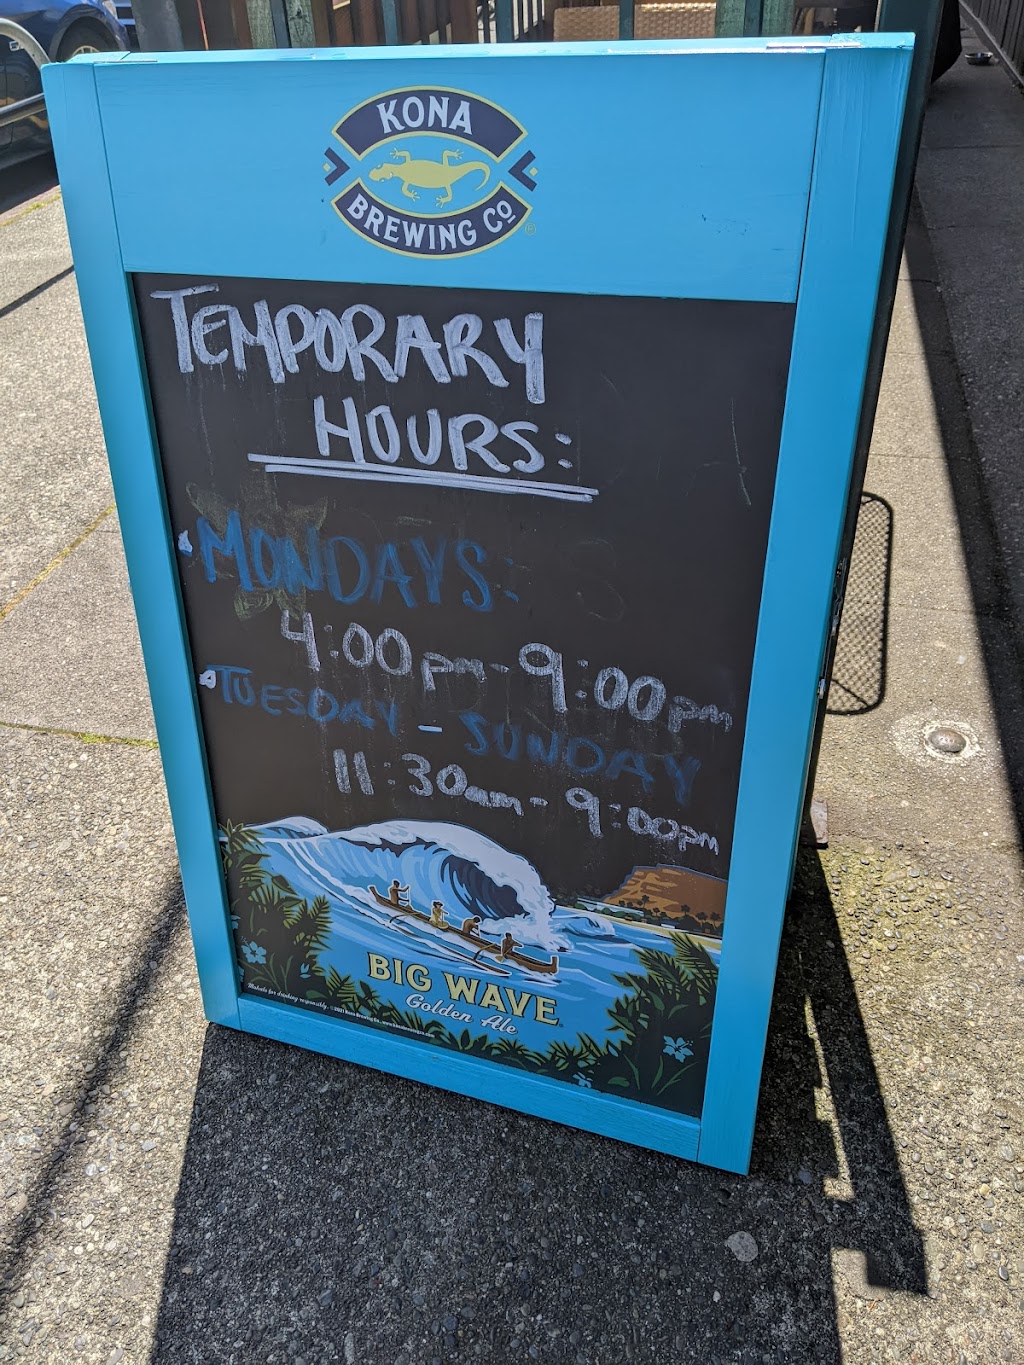 KONA
BREWING Cº
®
TEMPORARY
HOURS:
MONDAYS:
4:00pm-9:00pm
TUESDAY - SUNDAY
11:30am-9:00pm
BIG WAVE
Golden Ale